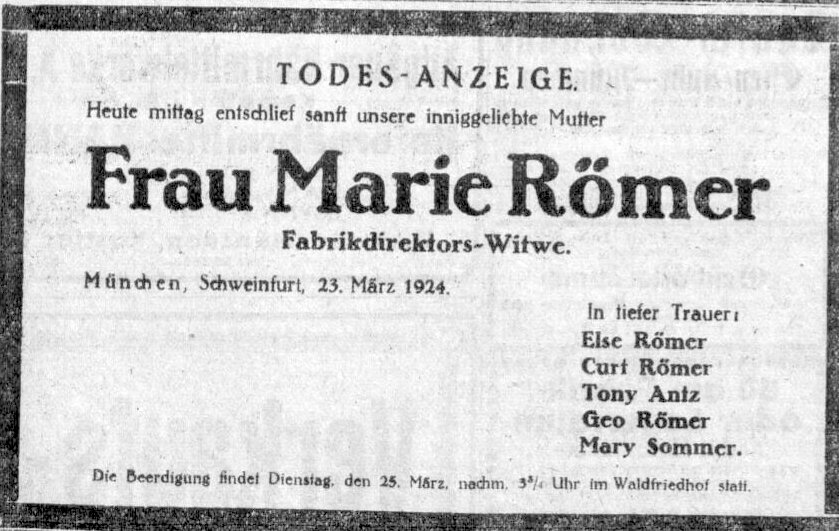 TODES-ANZEIGE.
Heute mittag entschlief sanft unsere inniggeliebte Mutter
Frau Marie Römer
Fabrikdirektors-Witwe.
München, Schweinfurt, 23. März 1924.
In tiefer Trauer:
Else Römer
Curt Römer
Tony Antz
Geo Römer
Mary Sommer.
Die Beerdigung findet Dienstag, den 25. März, nachm. 3¾ Uhr im Waldfriedhof statt.